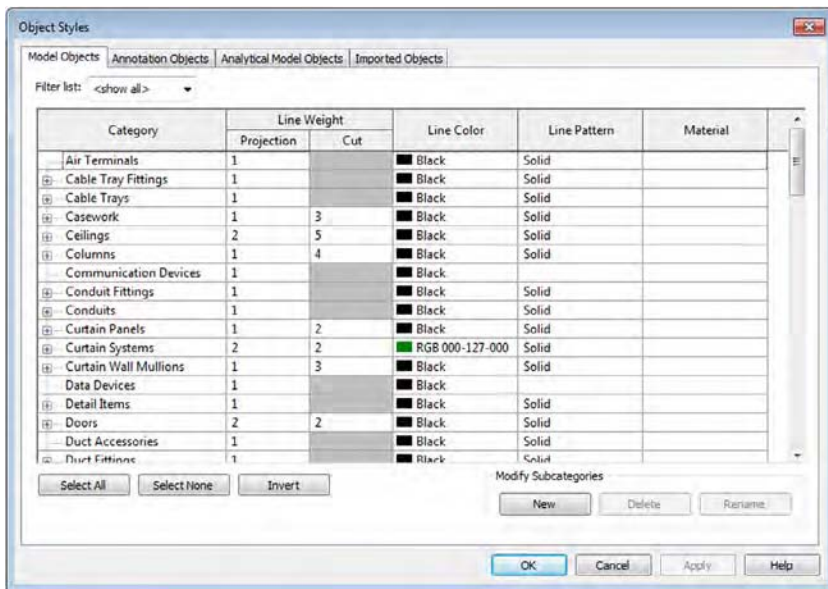 Object Styles
Model Objects Annotation Objects Analytical Model Objects Imported Objects
Filter list: <show all>
Category Line Weight Line Color Line Pattern Material
Projection Cut
Air Terminals 1 Black Solid
Cable Tray Fittings 1 Black Solid
Cable Trays 1 Black Solid
Casework 1 3 Black Solid
Ceilings 2 5 Black Solid
Columns 1 4 Black Solid
Communication Devices 1 Black
Conduit Fittings 1 Black Solid
Conduits 1 Black Solid
Curtain Panels 1 2 Black Solid
Curtain Systems 2 2 RGB 000-127-000 Solid
Curtain Wall Mullions 1 3 Black Solid
Data Devices 1 Black
Detail Items 1 Black Solid
Doors 2 2 Black Solid
Duct Accessories 1 Black Solid
Duct Fittings 1 Black Solid
Select All Select None Invert
Modify Subcategories
New Delete Rename
OK Cancel Apply Help